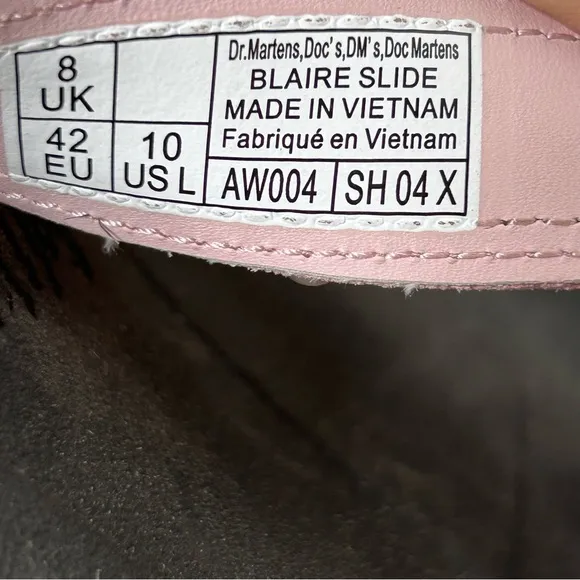 8
UK
42
EU
10
US L
Dr.Martens,Doc's,DM's,Doc Martens
BLAIRE SLIDE
MADE IN VIETNAM
Fabriqué en Vietnam
AW004
SH 04 X